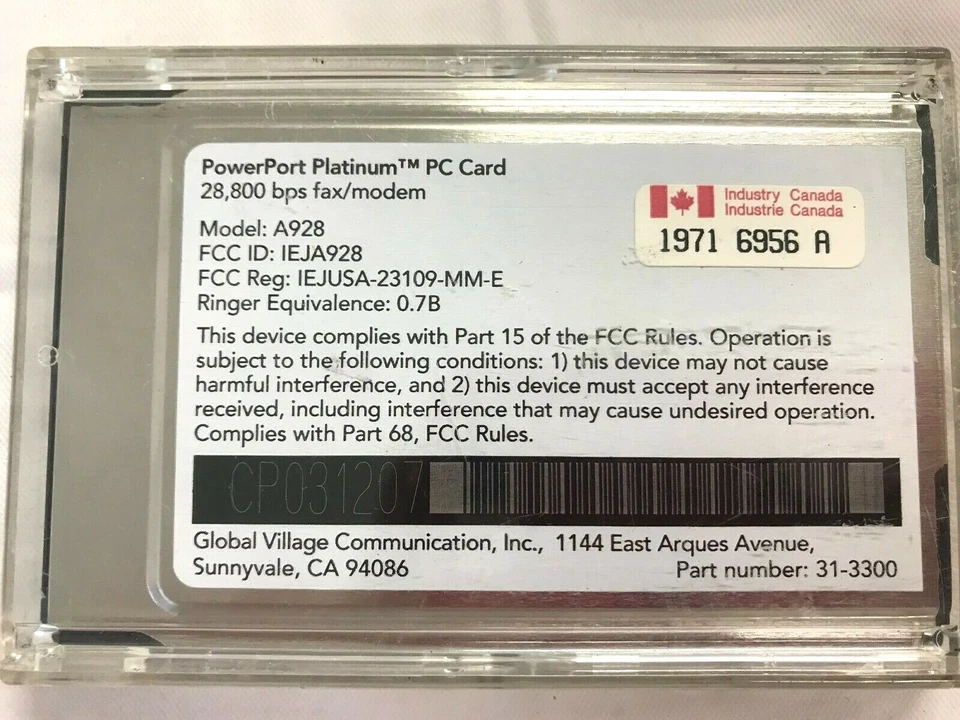 PowerPort Platinum™ PC Card
28,800 bps fax/modem
Industry Canada
Industrie Canada
1971 6956 A
Model: A928
FCC ID: IEJA928
FCC Reg: IEJUSA-23109-MM-E
Ringer Equivalence: 0.7B
This device complies with Part 15 of the FCC Rules. Operation is
subject to the following conditions: 1) this device may not cause
harmful interference, and 2) this device must accept any interference
received, including interference that may cause undesired operation.
Complies with Part 68, FCC Rules.
CP031207
Global Village Communication, Inc., 1144 East Arques Avenue,
Sunnyvale, CA 94086
Part number: 31-3300